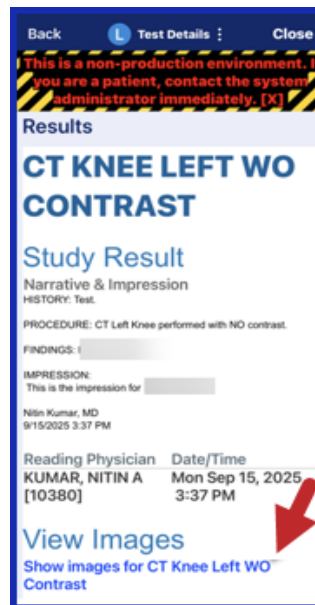 Back L Test Details Close
This is a non-production environment. I
you are a patient, contact the system
administrator immediately. [X]
Results
CT KNEE LEFT WO
CONTRAST
Study Result
Narrative & Impression
HISTORY: Test.
PROCEDURE: CT Left Knee performed with NO contrast.
FINDINGS:
IMPRESSION:
This is the impression for
Nitin Kumar, MD
9/15/2025 3:37 PM
Reading Physician Date/Time
KUMAR, NITIN A Mon Sep 15, 2025
[10380] 3:37 PM
View Images
Show images for CT Knee Left WO
Contrast